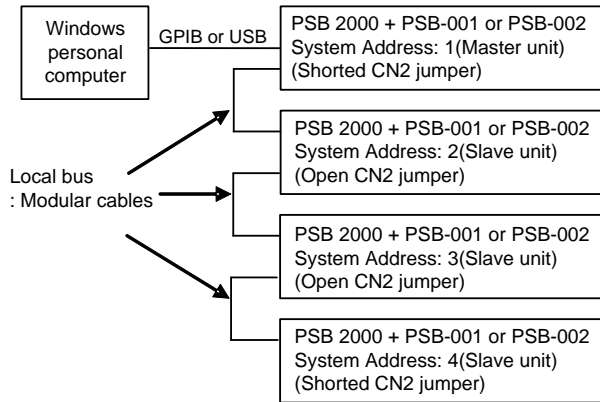 Windows
personal
computer
GPIB or USB
PSB 2000 + PSB-001 or PSB-002
System Address: 1(Master unit)
(Shorted CN2 jumper)
PSB 2000 + PSB-001 or PSB-002
System Address: 2(Slave unit)
(Open CN2 jumper)
Local bus
: Modular cables
PSB 2000 + PSB-001 or PSB-002
System Address: 3(Slave unit)
(Open CN2 jumper)
PSB 2000 + PSB-001 or PSB-002
System Address: 4(Slave unit)
(Shorted CN2 jumper)